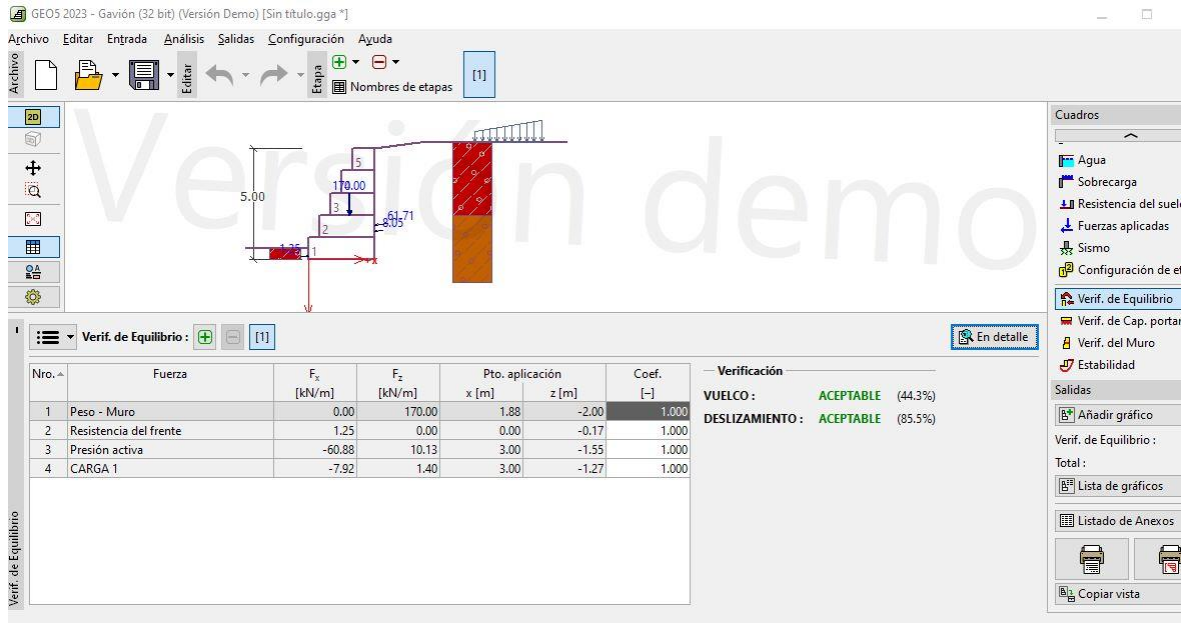 GEO5 2023 - Gavión (32 bit) (Versión Demo) [Sin título.gga *]
Archivo Editar Entrada Análisis Salidas Configuración Ayuda
Archivo
Editar
Etapa
Nombres de etapas
[1]
2D
Versión demo
5.00
5
3
2
1
170.00
61.71
8.05
1.25
+x
Cuadros
Agua
Sobrecarga
Resistencia del suel
Fuerzas aplicadas
Sismo
Configuración de et
Verif. de Equilibrio
Verif. de Cap. portar
Verif. del Muro
Estabilidad
Salidas
Añadir gráfico
Verif. de Equilibrio :
Total :
Lista de gráficos
Listado de Anexos
Copiar vista
Verif. de Equilibrio : [1]
En detalle
Nro. Fuerza Fx Fz Pto. aplicación Coef.
[kN/m] [kN/m] x [m] z [m] [–]
1 Peso - Muro 0.00 170.00 1.88 -2.00 1.000
2 Resistencia del frente 1.25 0.00 0.00 -0.17 1.000
3 Presión activa -60.88 10.13 3.00 -1.55 1.000
4 CARGA 1 -7.92 1.40 3.00 -1.27 1.000
Verificación
VUELCO : ACEPTABLE (44.3%)
DESLIZAMIENTO : ACEPTABLE (85.5%)
Verif. de Equilibrio